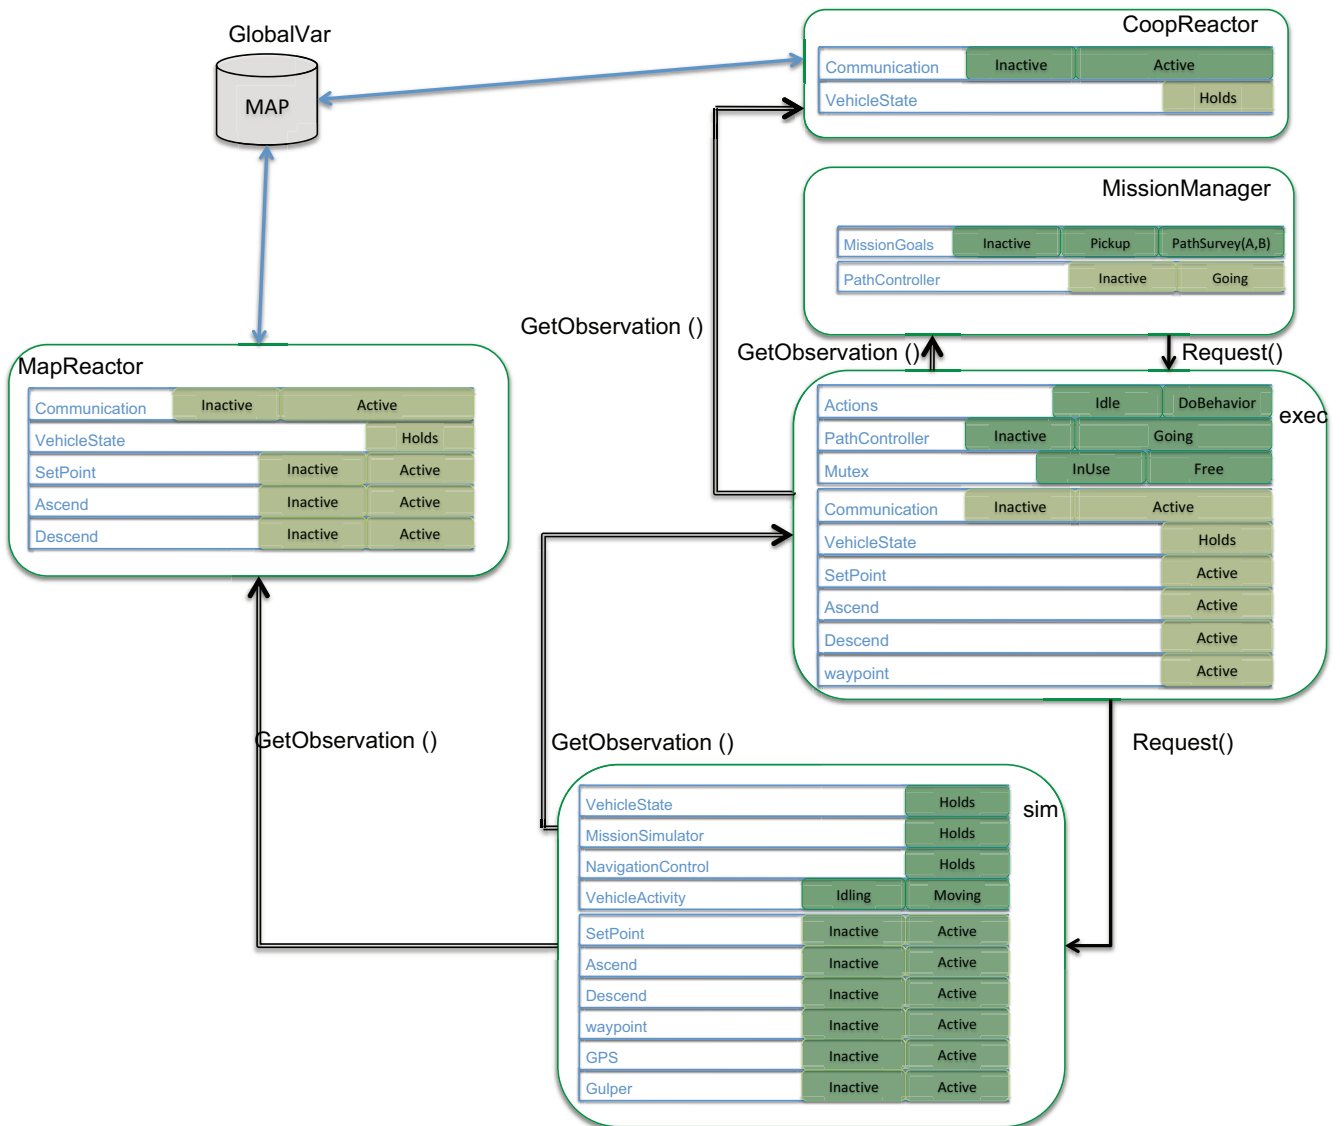 GlobalVar
MAP
CoopReactor
Communication Inactive Active
VehicleState Holds
MissionManager
MissionGoals Inactive Pickup PathSurvey(A,B)
PathController Inactive Going
GetObservation ()
GetObservation ()
Request()
MapReactor
Communication Inactive Active
VehicleState Holds
SetPoint Inactive Active
Ascend Inactive Active
Descend Inactive Active
exec
Actions Idle DoBehavior
PathController Inactive Going
Mutex InUse Free
Communication Inactive Active
VehicleState Holds
SetPoint Active
Ascend Active
Descend Active
waypoint Active
GetObservation ()
GetObservation ()
Request()
sim
VehicleState Holds
MissionSimulator Holds
NavigationControl Holds
VehicleActivity Idling Moving
SetPoint Inactive Active
Ascend Inactive Active
Descend Inactive Active
waypoint Inactive Active
GPS Inactive Active
Gulper Inactive Active